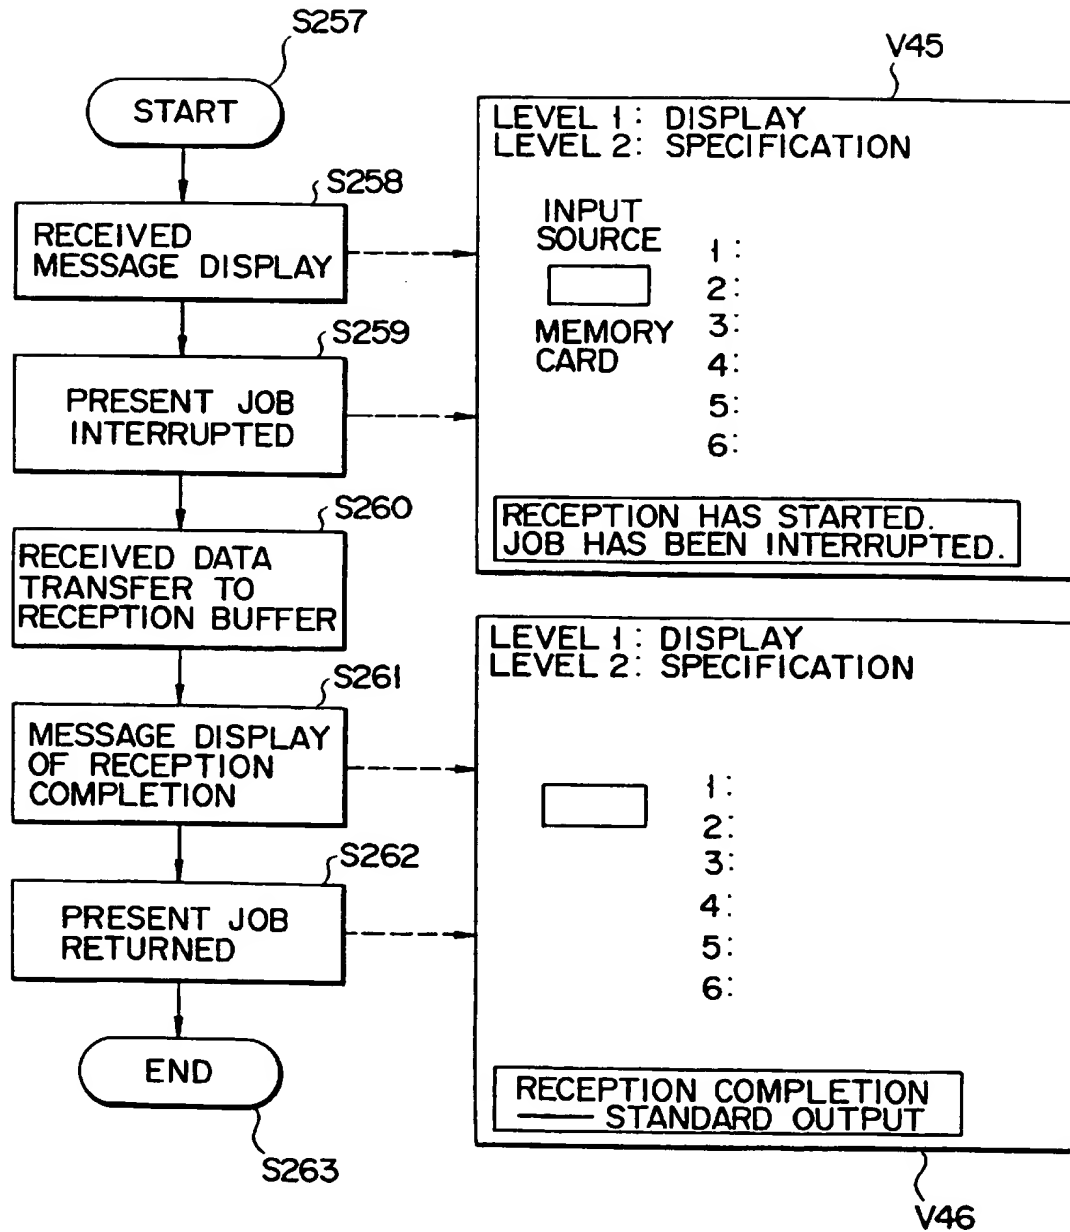 S257
START
S258
RECEIVED
MESSAGE DISPLAY
S259
PRESENT JOB
INTERRUPTED
S260
RECEIVED DATA
TRANSFER TO
RECEPTION BUFFER
S261
MESSAGE DISPLAY
OF RECEPTION
COMPLETION
S262
PRESENT JOB
RETURNED
END
S263
V45
LEVEL 1: DISPLAY
LEVEL 2: SPECIFICATION
INPUT
SOURCE
MEMORY
CARD
1:
2:
3:
4:
5:
6:
RECEPTION HAS STARTED.
JOB HAS BEEN INTERRUPTED.
LEVEL 1: DISPLAY
LEVEL 2: SPECIFICATION
1:
2:
3:
4:
5:
6:
RECEPTION COMPLETION
—— STANDARD OUTPUT
V46